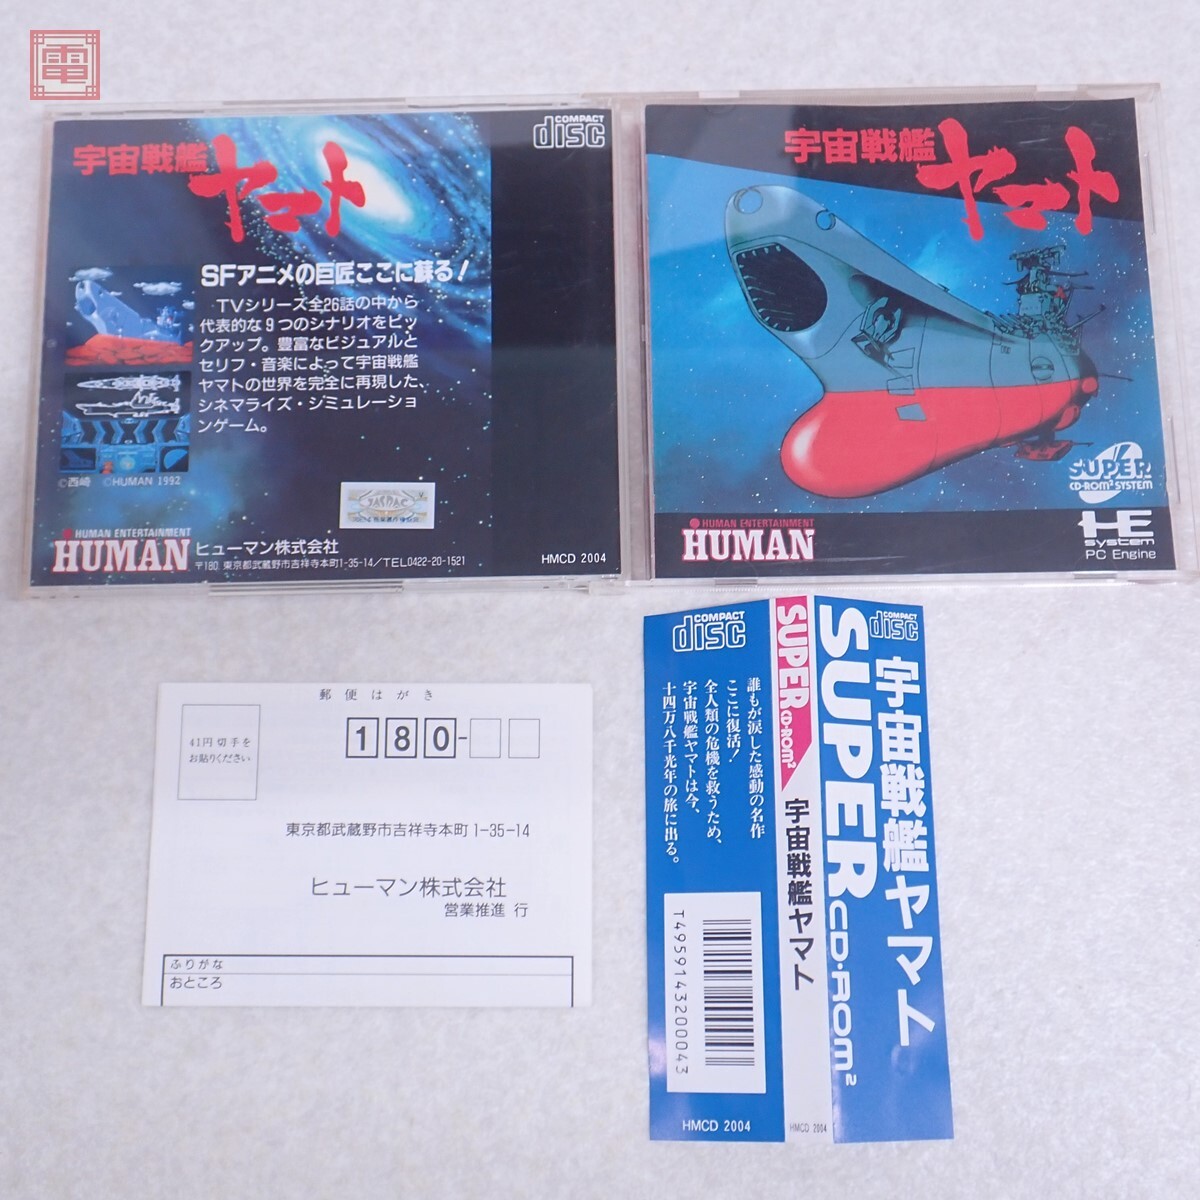 電
宇宙戦艦
ヤマト
COMPACT
disc
SFアニメの巨匠ここに蘇る！
TVシリーズ全26話の中から
代表的な9つのシナリオをピッ
クアップ。豊富なビジュアルと
セリフ・音楽によって宇宙戦艦
ヤマトの世界を完全に再現した、
シネマライズ・シミュレーショ
ンゲーム。
©西崎 ©HUMAN 1992
JASRAC
HUMAN ENTERTAINMENT
HUMAN
ヒューマン株式会社
〒180 東京都武蔵野市吉祥寺本町1-35-14／TEL0422-20-1521
HMCD 2004
宇宙戦艦
ヤマト
SUPER
CD-ROM² SYSTEM
HE
system
PC Engine
HUMAN ENTERTAINMENT
HUMAN
郵便はがき
41円切手を
お貼りください
180-
東京都武蔵野市吉祥寺本町1-35-14
ヒューマン株式会社
営業推進 行
ふりがな
おところ
COMPACT
disc
誰もが涙した感動の名作
ここに復活！
全人類の危機を救うため、
宇宙戦艦ヤマトは今、
十四万八千光年の旅に出る。
T4959143200043
HMCD 2004
SUPER CD-ROM²
宇宙戦艦ヤマト
HMCD 2004
COMPACT
disc
SUPER CD-ROM²
宇宙戦艦ヤマト